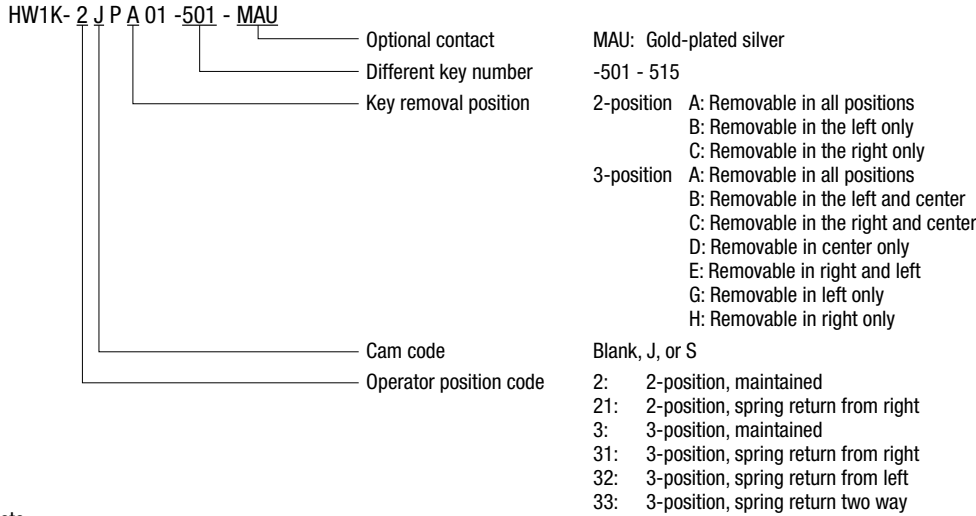 HW1K- 2 J P A 01 -501 - MAU
Optional contact MAU: Gold-plated silver
Different key number -501 - 515
Key removal position 2-position A: Removable in all positions
B: Removable in the left only
C: Removable in the right only
3-position A: Removable in all positions
B: Removable in the left and center
C: Removable in the right and center
D: Removable in center only
E: Removable in right and left
G: Removable in left only
H: Removable in right only
Cam code Blank, J, or S
Operator position code 2: 2-position, maintained
21: 2-position, spring return from right
3: 3-position, maintained
31: 3-position, spring return from right
32: 3-position, spring return from left
33: 3-position, spring return two way